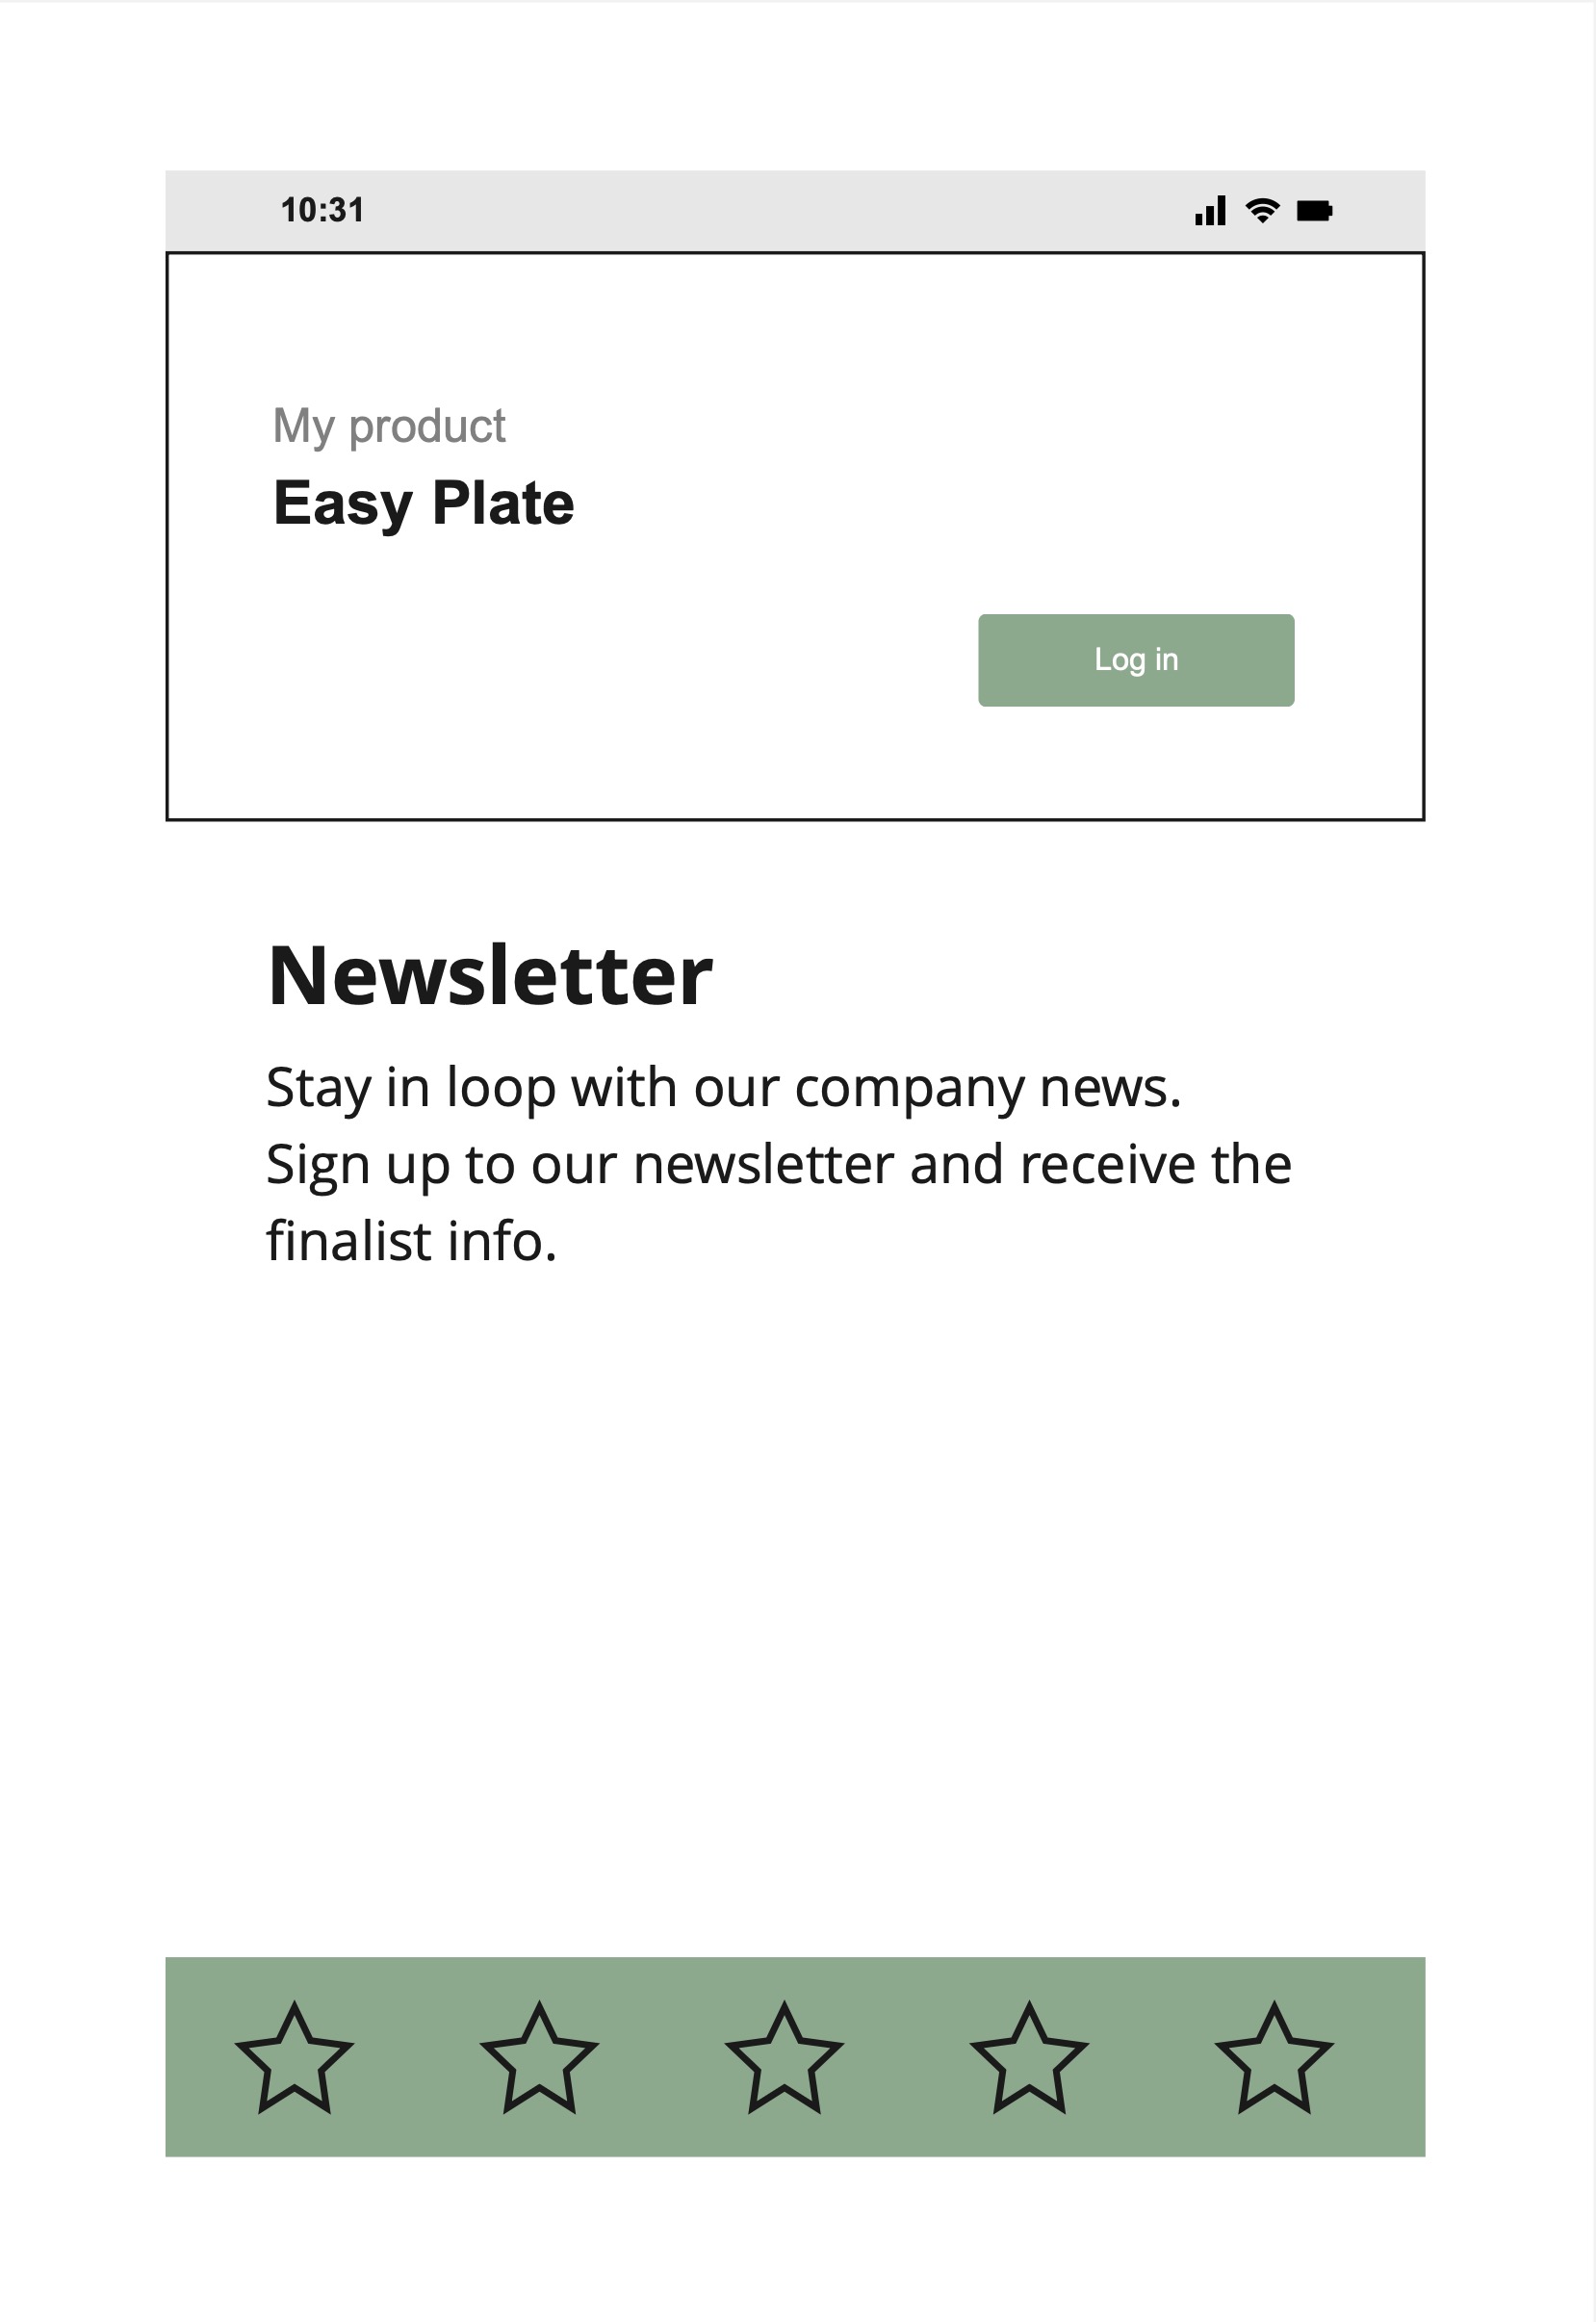 10:31
My product
Easy Plate
Log in
Newsletter
Stay in loop with our company news.
Sign up to our newsletter and receive the
finalist info.